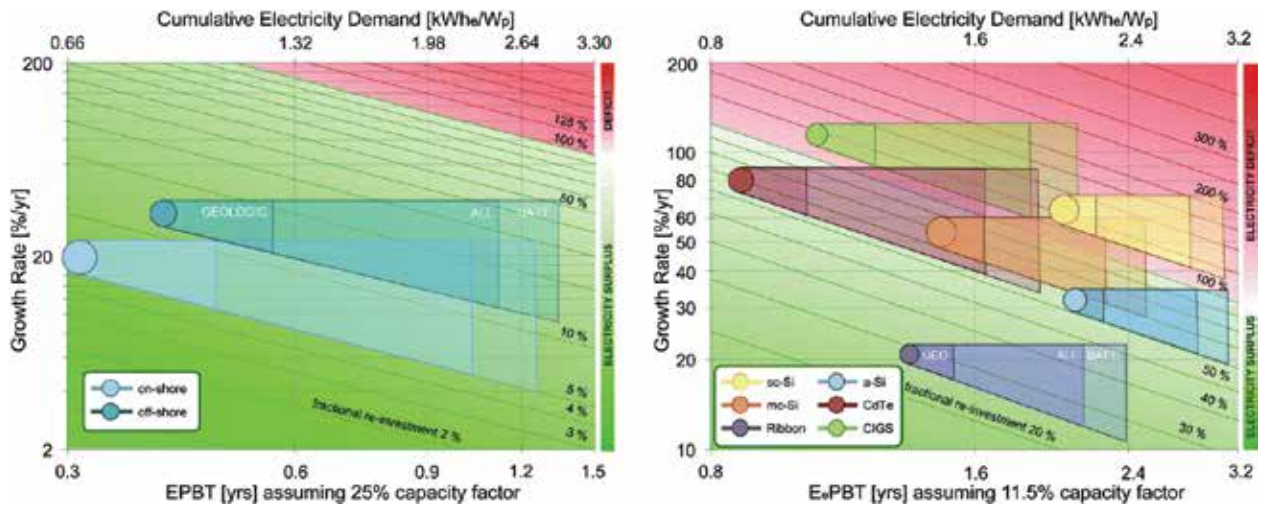 Cumulative Electricity Demand [kWhe/Wp]
0.66 1.32 1.98 2.64 3.30
200
20
2
Growth Rate [%/yr]
DEFICIT
ELECTRICITY SURPLUS
125 %
100 %
50 %
10 %
5 %
4 %
3 %
fractional re-investment 2 %
GEOLOGIC ALL BATT
on-shore
off-shore
0.3 0.6 0.9 1.2 1.5
EPBT [yrs] assuming 25% capacity factor
Cumulative Electricity Demand [kWhe/Wp]
0.8 1.6 2.4 3.2
200
100
80
60
50
40
30
20
10
Growth Rate [%/yr]
ELECTRICITY DEFICIT
ELECTRICITY SURPLUS
300 %
200 %
100 %
50 %
40 %
30 %
fractional re-investment 20 %
GEO ALL BATT
sc-Si a-Si
mc-Si CdTe
Ribbon CIGS
0.8 1.6 2.4 3.2
EePBT [yrs] assuming 11.5% capacity factor